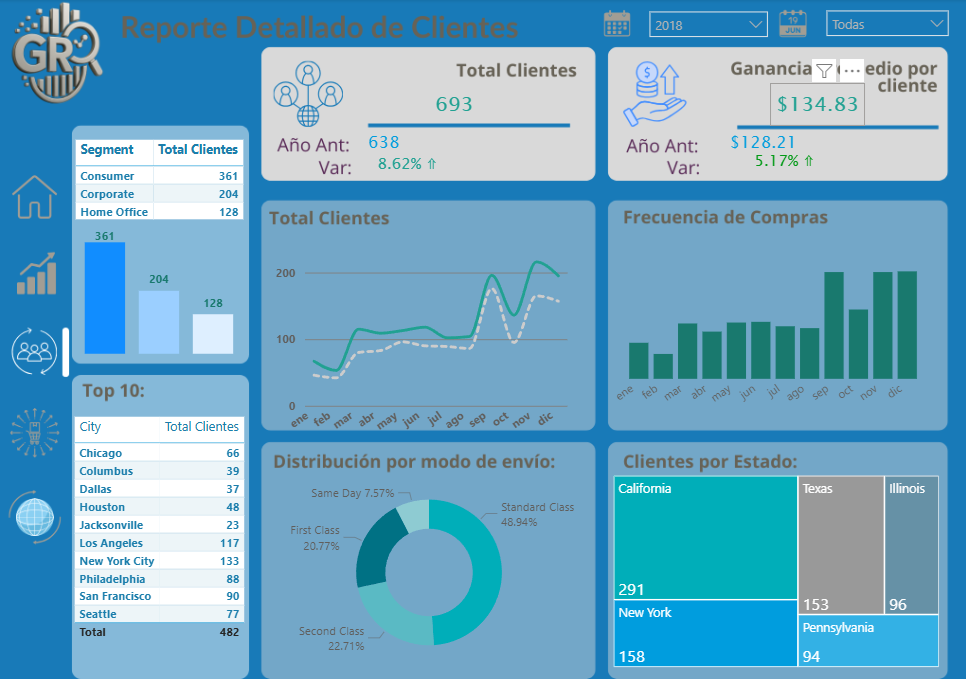 GR
Reporte Detallado de Clientes
2018
19
JUN
Todas
Total Clientes
693
Año Ant: 638
Var: 8.62% ⇑
Ganancia edio por
cliente
$134.83
Año Ant: $128.21
Var: 5.17% ⇑
Segment Total Clientes
Consumer 361
Corporate 204
Home Office 128
361
204
128
Total Clientes
200
100
0
ene feb mar abr may jun jul ago sep oct nov dic
Frecuencia de Compras
ene feb mar abr may jun jul ago sep oct nov dic
Top 10:
City Total Clientes
Chicago 66
Columbus 39
Dallas 37
Houston 48
Jacksonville 23
Los Angeles 117
New York City 133
Philadelphia 88
San Francisco 90
Seattle 77
Total 482
Distribución por modo de envío:
Same Day 7.57%
Standard Class
48.94%
First Class
20.77%
Second Class
22.71%
Clientes por Estado:
California
291
Texas
153
Illinois
96
New York
158
Pennsylvania
94